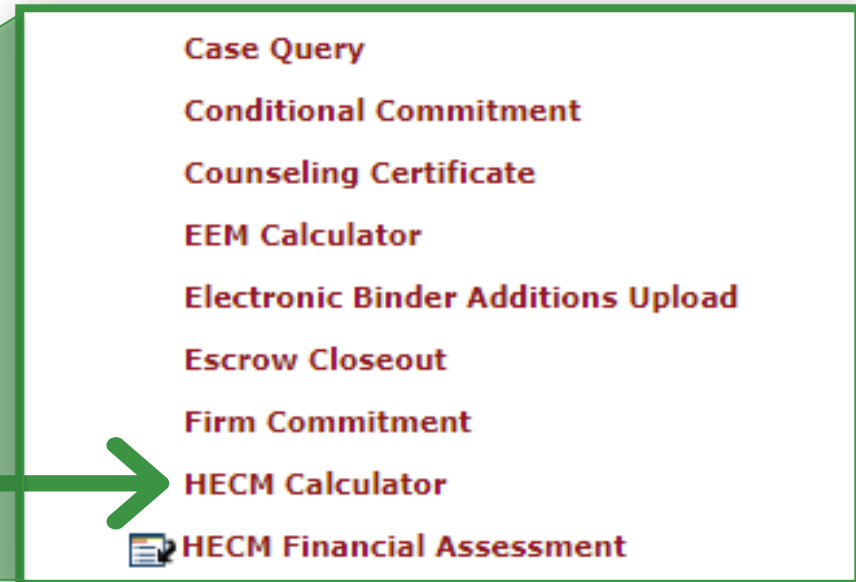 Case Query
Conditional Commitment
Counseling Certificate
EEM Calculator
Electronic Binder Additions Upload
Escrow Closeout
Firm Commitment
HECM Calculator
HECM Financial Assessment